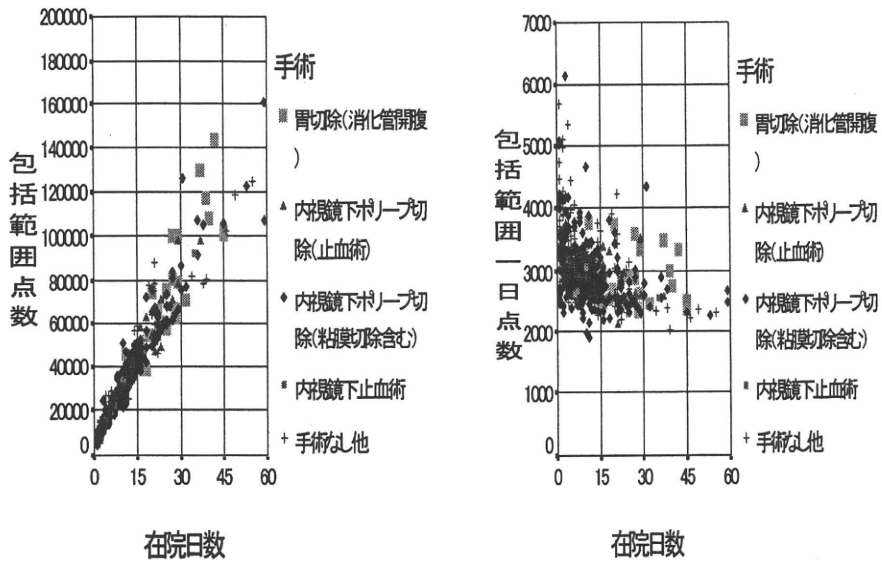 200000
180000
160000
140000
120000
100000
80000
60000
40000
20000
0
0 15 30 45 60
包括範囲点数
在院日数
手術
胃切除(消化管開腹
)
内視鏡下ポリープ切
除(止血術)
内視鏡下ポリープ切
除(粘膜切除含む)
内視鏡下止血術
手術なし他
7000
6000
5000
4000
3000
2000
1000
0
0 15 30 45 60
包括範囲一日点数
在院日数
手術
胃切除(消化管開腹
)
内視鏡下ポリープ切
除(止血術)
内視鏡下ポリープ切
除(粘膜切除含む)
内視鏡下止血術
手術なし他